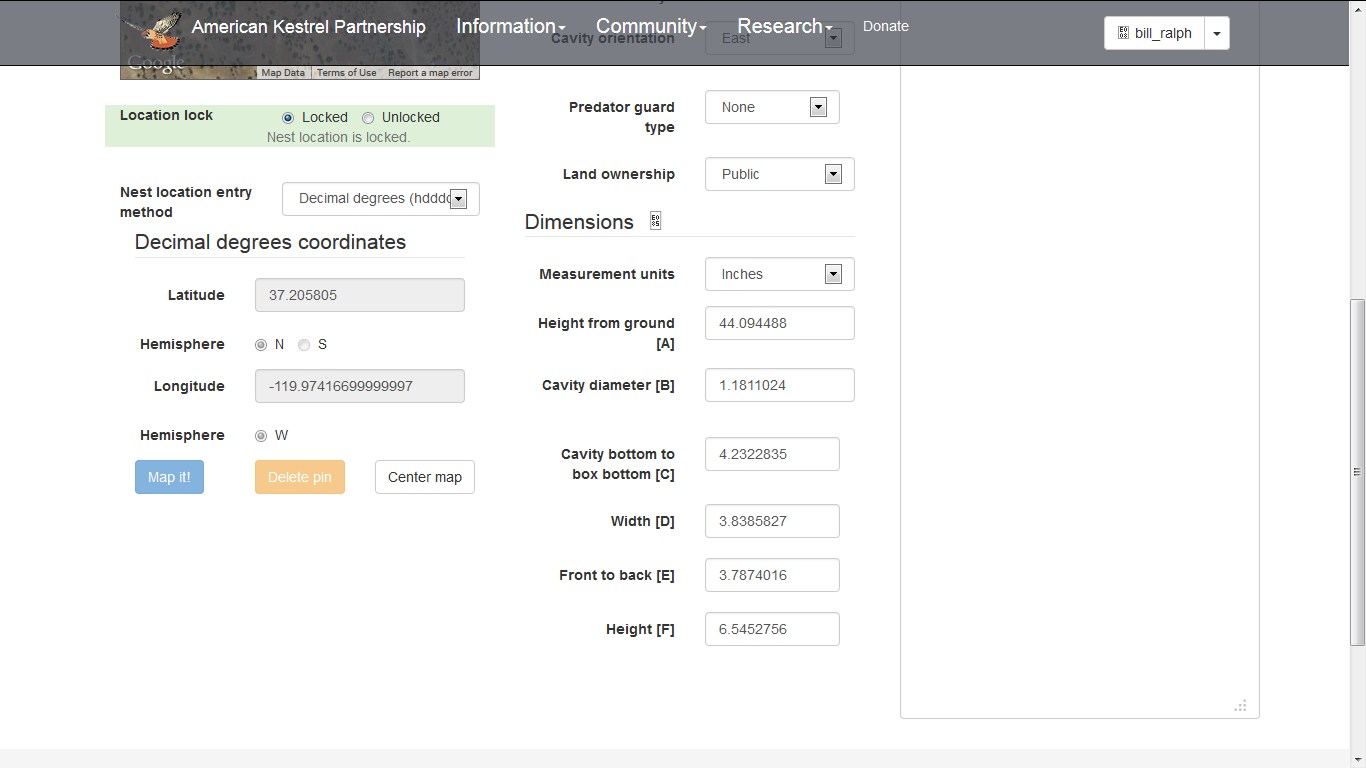 American Kestrel Partnership
Information
Community
Research
Donate
bill_ralph
Google
Map Data
Terms of Use
Report a map error
Location lock
Locked
Unlocked
Nest location is locked.
Nest location entry
method
Decimal degrees (hddd
Decimal degrees coordinates
Latitude
37.205805
Hemisphere
N
S
Longitude
-119.97416699999997
Hemisphere
W
Map it!
Delete pin
Center map
Cavity orientation
East
Predator guard
type
None
Land ownership
Public
Dimensions
Measurement units
Inches
Height from ground
[A]
44.094488
Cavity diameter [B]
1.1811024
Cavity bottom to
box bottom [C]
4.2322835
Width [D]
3.8385827
Front to back [E]
3.7874016
Height [F]
6.5452756